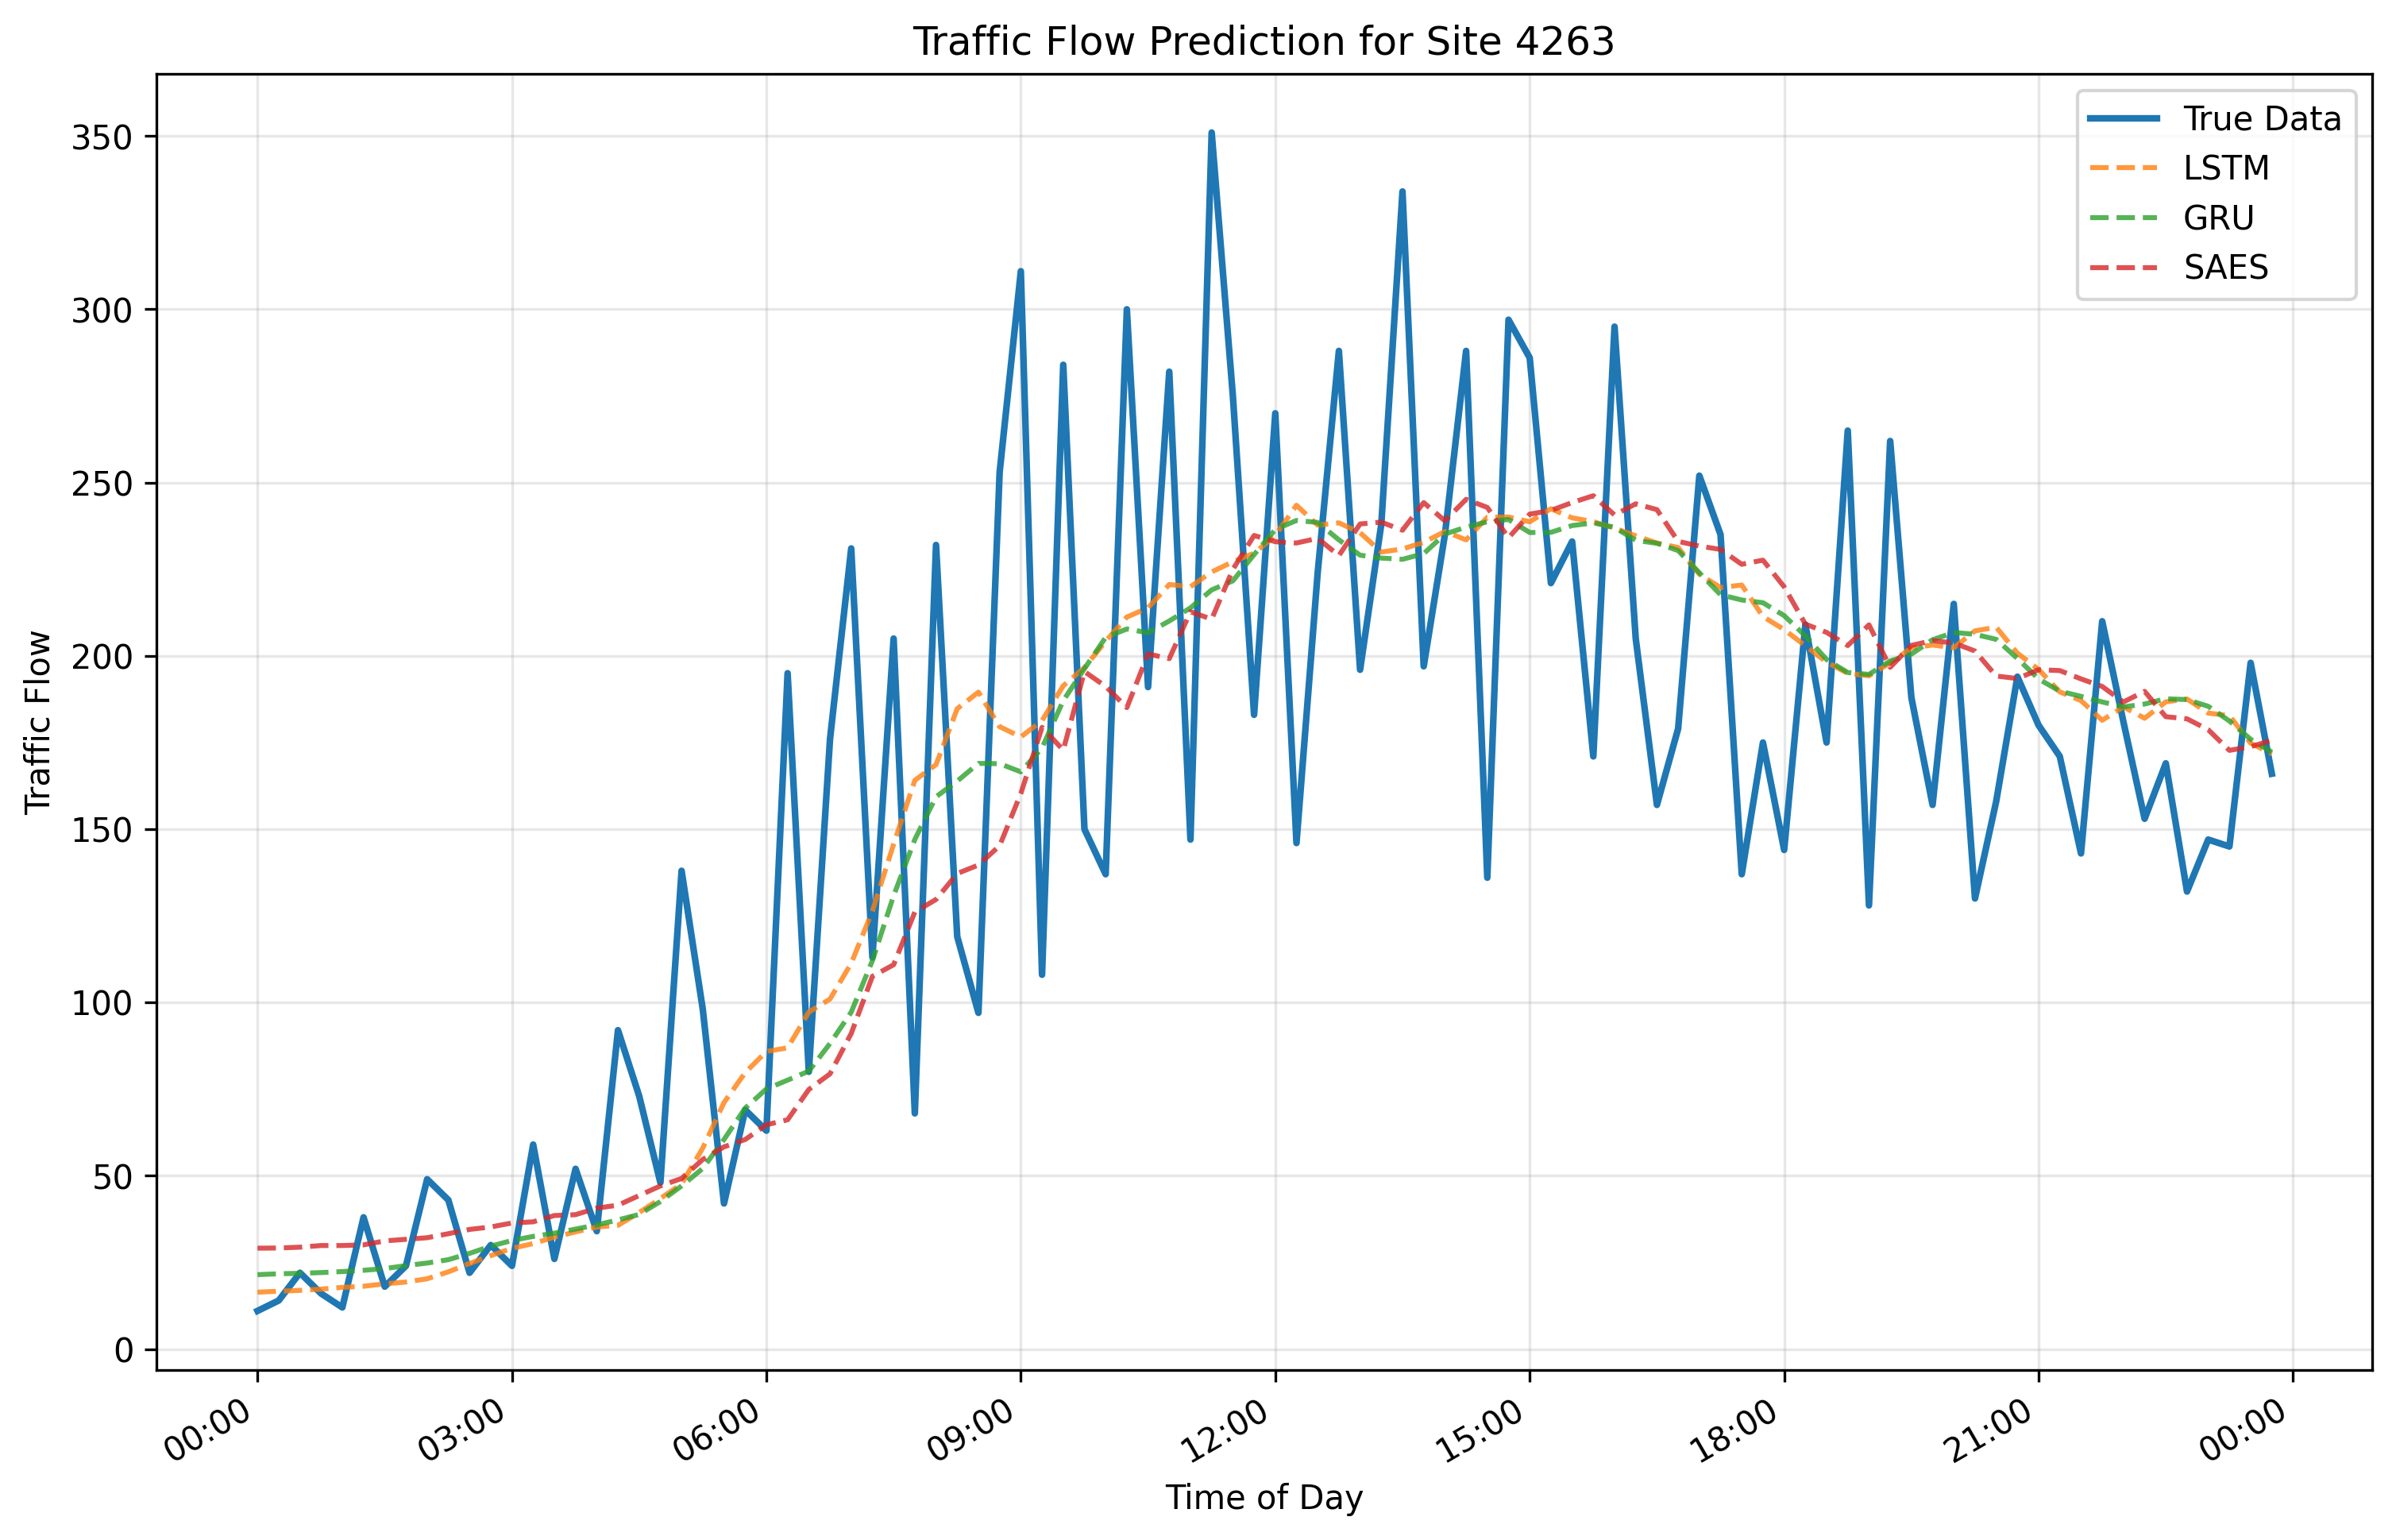 Traffic Flow Prediction for Site 4263
True Data
LSTM
GRU
SAES
Traffic Flow
350
300
250
200
150
100
50
0
00:00
03:00
06:00
09:00
12:00
15:00
18:00
21:00
00:00
Time of Day